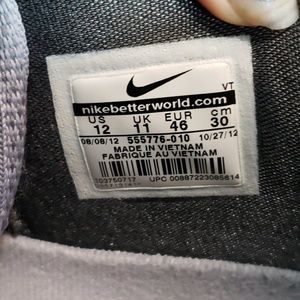 VT
nikebetterworld.com
US UK EUR cm
12 11 46 30
08/08/12 555776-010 10/27/12
MADE IN VIETNAM
FABRIQUE AU VIETNAM
UPC 00887223085614